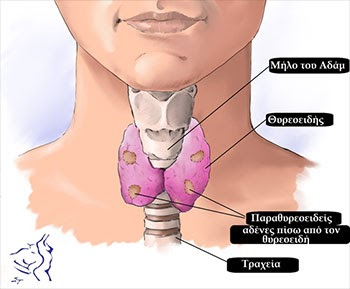 Μήλο του Αδάμ
Θυρεοειδής
Παραθυρεοειδείς
αδένες πίσω από τον
θυρεοειδή
Τραχεία